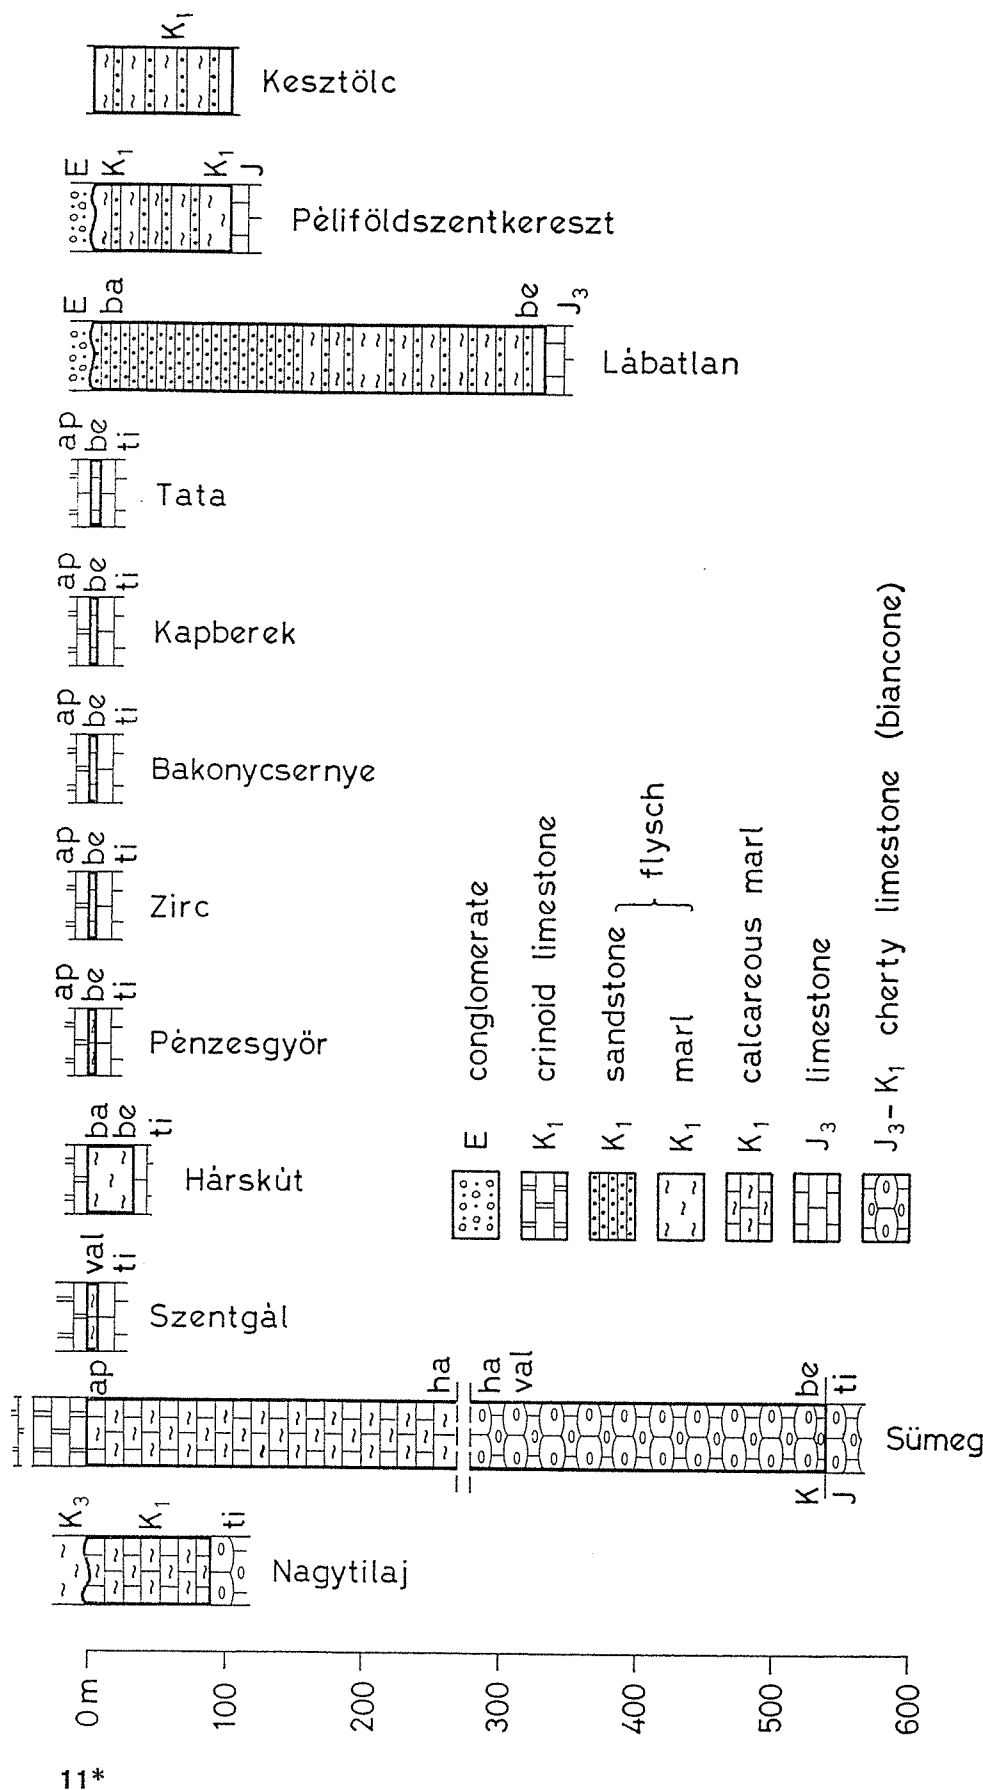 K₁
Kesztölc
E
K₁
K₁
J
Péliföldszentkereszt
E
ba
be
J₃
Lábatlan
ap
be
ti
Tata
ap
be
ti
Kapberek
ap
be
ti
Bakonycsernye
ap
be
ti
Zirc
ap
be
ti
Pénzesgyőr
ba
be
ti
Hárskút
val
ti
Szentgál
ap
ha
ha
val
be
ti
K
J
Sümeg
K₃
K₁
ti
Nagytilaj
E conglomerate
K₁ crinoid limestone
K₁ sandstone
K₁ marl
flysch
K₁ calcareous marl
J₃ limestone
J₃–K₁ cherty limestone (biancone)
0 m
100
200
300
400
500
600
11*